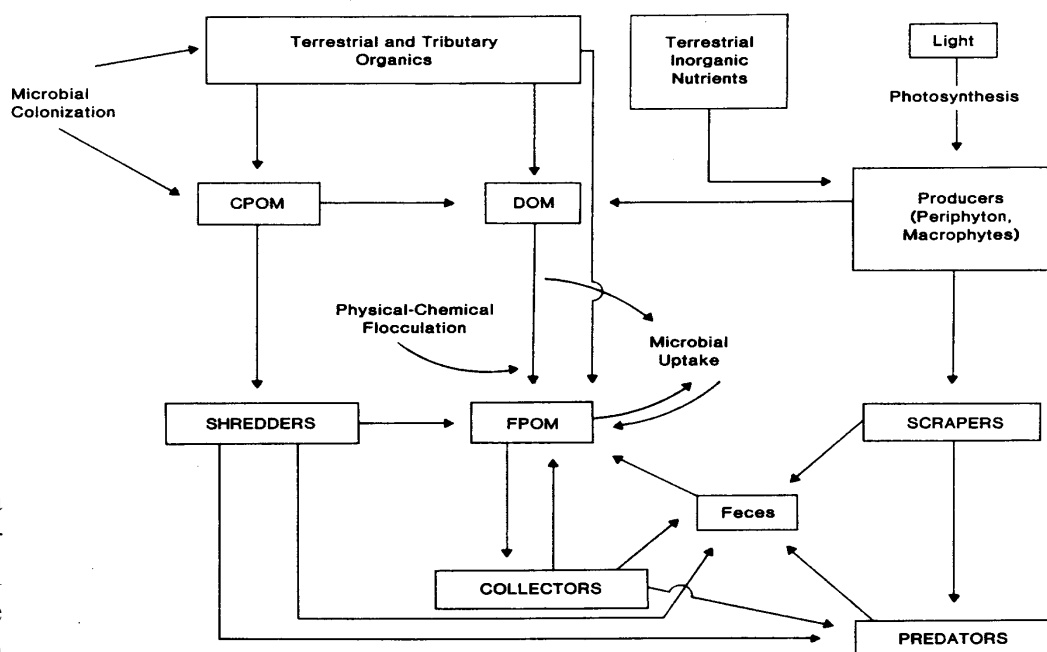 Terrestrial and Tributary
Organics
Terrestrial
Inorganic
Nutrients
Light
Microbial
Colonization
Photosynthesis
CPOM
DOM
Producers
(Periphyton,
Macrophytes)
Physical-Chemical
Flocculation
Microbial
Uptake
SHREDDERS
FPOM
SCRAPERS
Feces
COLLECTORS
PREDATORS